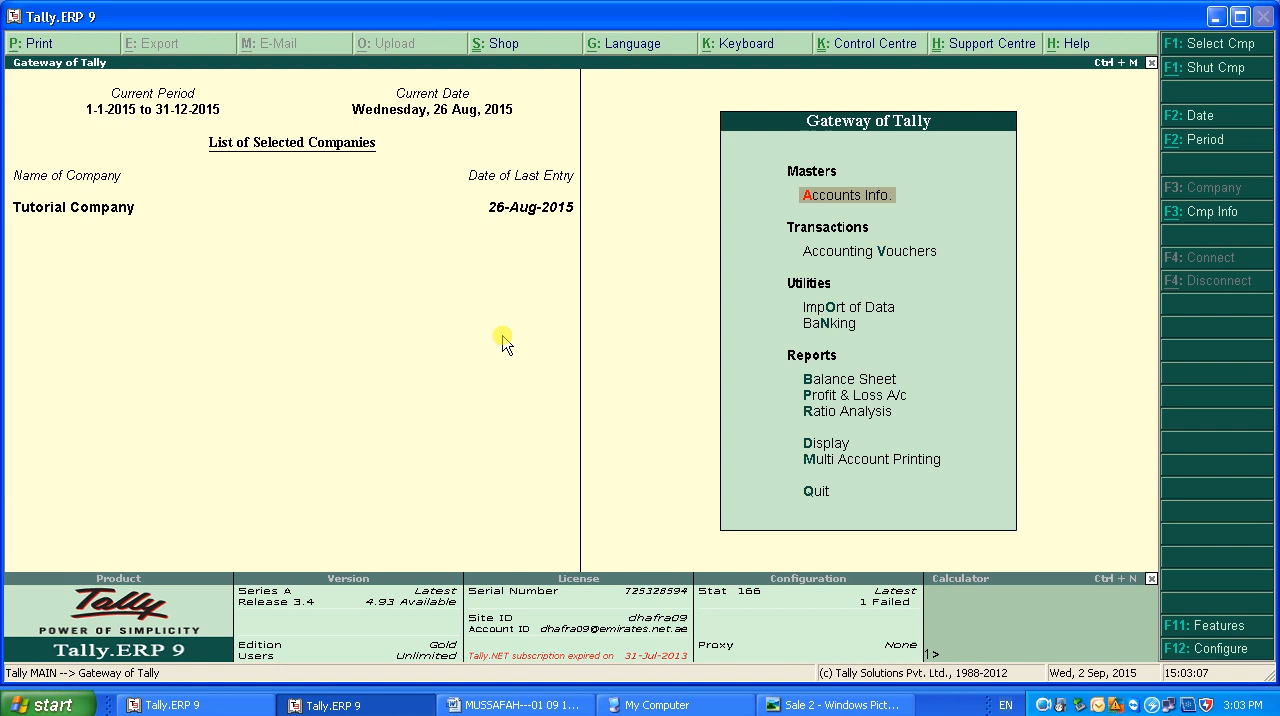 Tally.ERP 9
P: Print
E: Export
M: E-Mail
O: Upload
S: Shop
G: Language
K: Keyboard
K: Control Centre
H: Support Centre
H: Help
F1: Select Cmp
Gateway of Tally
Ctrl + M
F1: Shut Cmp
Current Period
1-1-2015 to 31-12-2015
Current Date
Wednesday, 26 Aug, 2015
List of Selected Companies
Name of Company
Date of Last Entry
Tutorial Company
26-Aug-2015
Gateway of Tally
Masters
Accounts Info.
Transactions
Accounting Vouchers
Utilities
ImpOrt of Data
BaNking
Reports
Balance Sheet
Profit & Loss A/c
Ratio Analysis
Display
Multi Account Printing
Quit
F2: Date
F2: Period
F3: Company
F3: Cmp Info
F4: Connect
F4: Disconnect
F11: Features
F12: Configure
Product
Tally
POWER OF SIMPLICITY
Tally.ERP 9
Version
Series A
Latest
Release 3.4
4.93 Available
Edition
Gold
Users
Unlimited
License
Serial Number
725326594
Site ID
dhafra09
Account ID
dhafra09@emirates.net.ae
Tally.NET subscription expired on
31-Jul-2013
Configuration
Stat 166
Latest
1 Failed
Proxy
None
Calculator
Ctrl + N
1>
Tally MAIN --> Gateway of Tally
(c) Tally Solutions Pvt. Ltd., 1988-2012
Wed, 2 Sep, 2015
15:03:07
start
Tally.ERP 9
Tally.ERP 9
MUSSAFAH---01 09 1...
My Computer
Sale 2 - Windows Pict...
EN
3:03 PM